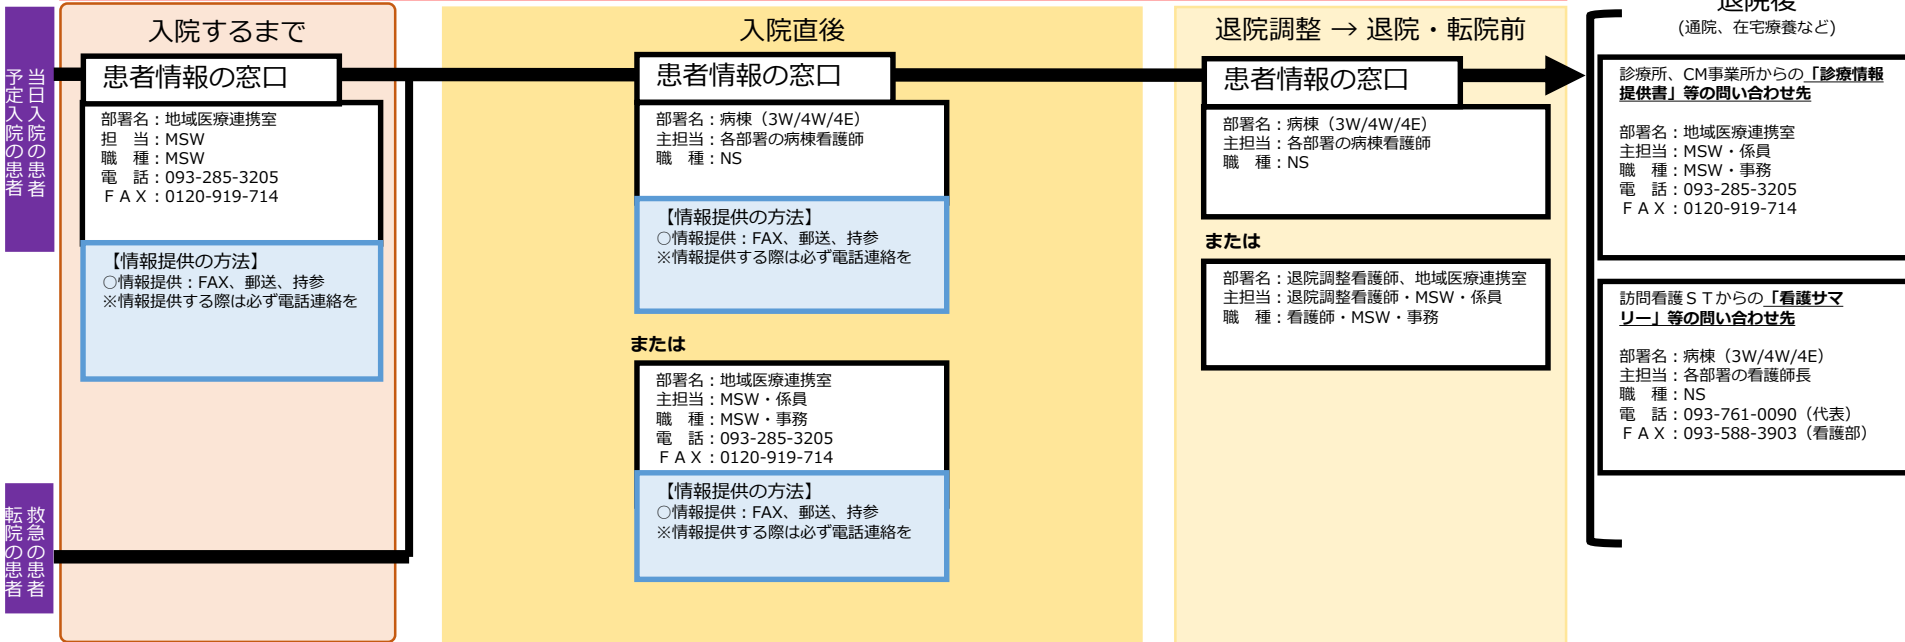 当日入院の患者
予定入院の患者
救急の患者
転院の患者
入院するまで
患者情報の窓口
部署名：地域医療連携室
担　当：MSW
職　種：MSW
電　話：093-285-3205
ＦＡＸ：0120-919-714
【情報提供の方法】
○情報提供：FAX、郵送、持参
※情報提供する際は必ず電話連絡を
入院直後
患者情報の窓口
部署名：病棟（3W/4W/4E）
主担当：各部署の病棟看護師
職　種：NS
【情報提供の方法】
○情報提供：FAX、郵送、持参
※情報提供する際は必ず電話連絡を
または
部署名：地域医療連携室
主担当：MSW・係員
職　種：MSW・事務
電　話：093-285-3205
ＦＡＸ：0120-919-714
【情報提供の方法】
○情報提供：FAX、郵送、持参
※情報提供する際は必ず電話連絡を
退院調整 → 退院・転院前
患者情報の窓口
部署名：病棟（3W/4W/4E）
主担当：各部署の病棟看護師
職　種：NS
または
部署名：退院調整看護師、地域医療連携室
主担当：退院調整看護師・MSW・係員
職　種：看護師・MSW・事務
退院後
(通院、在宅療養など)
診療所、CM事業所からの「診療情報
提供書」等の問い合わせ先
部署名：地域医療連携室
主担当：MSW・係員
職　種：MSW・事務
電　話：093-285-3205
ＦＡＸ：0120-919-714
訪問看護ＳＴからの「看護サマ
リー」等の問い合わせ先
部署名：病棟（3W/4W/4E）
主担当：各部署の看護師長
職　種：NS
電　話：093-761-0090（代表）
ＦＡＸ：093-588-3903（看護部）